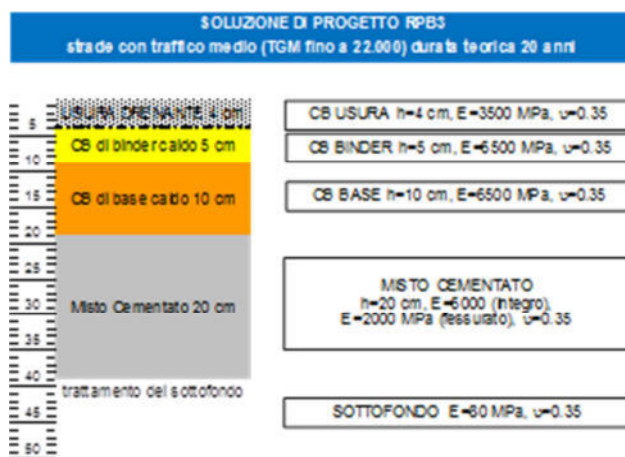 SOLUZIONE DI PROGETTO RPB3
strade con traffico medio (TGM fino a 22.000) durata teorica 20 anni
USURA DRENANTE 4 cm
CB USURA h=4 cm, E=3500 MPa, υ=0.35
5
CB di binder caldo 5 cm
CB BINDER h=5 cm, E=6500 MPa, υ=0.35
10
15
CB di base caldo 10 cm
CB BASE h=10 cm, E=6500 MPa, υ=0.35
20
25
MISTO CEMENTATO
30
Misto Cementato 20 cm
h=20 cm, E=6000 (integro),
E=2000 MPa (fessurato), υ=0.35
35
40
trattamento del sottofondo
45
SOTTOFONDO E=80 MPa, υ=0.35
50